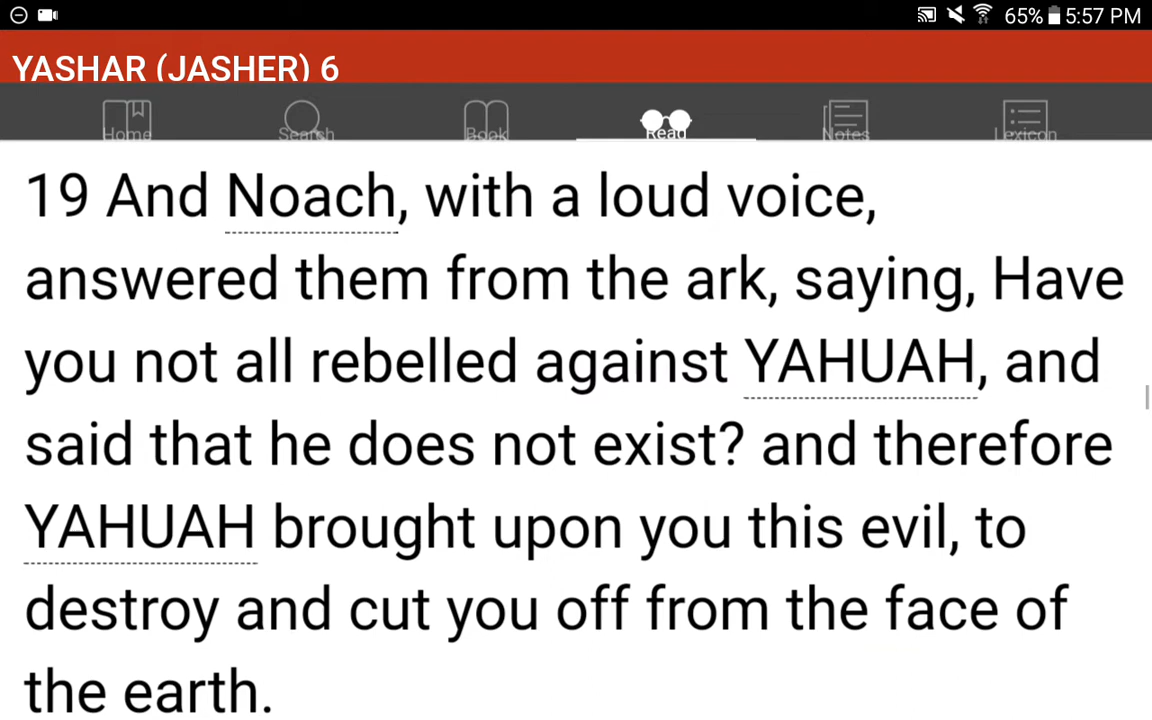 65% 5:57 PM
YASHAR (JASHER) 6
Home Search Book Read Notes Lexicon
19 And Noach, with a loud voice,
answered them from the ark, saying, Have
you not all rebelled against YAHUAH, and
said that he does not exist? and therefore
YAHUAH brought upon you this evil, to
destroy and cut you off from the face of
the earth.